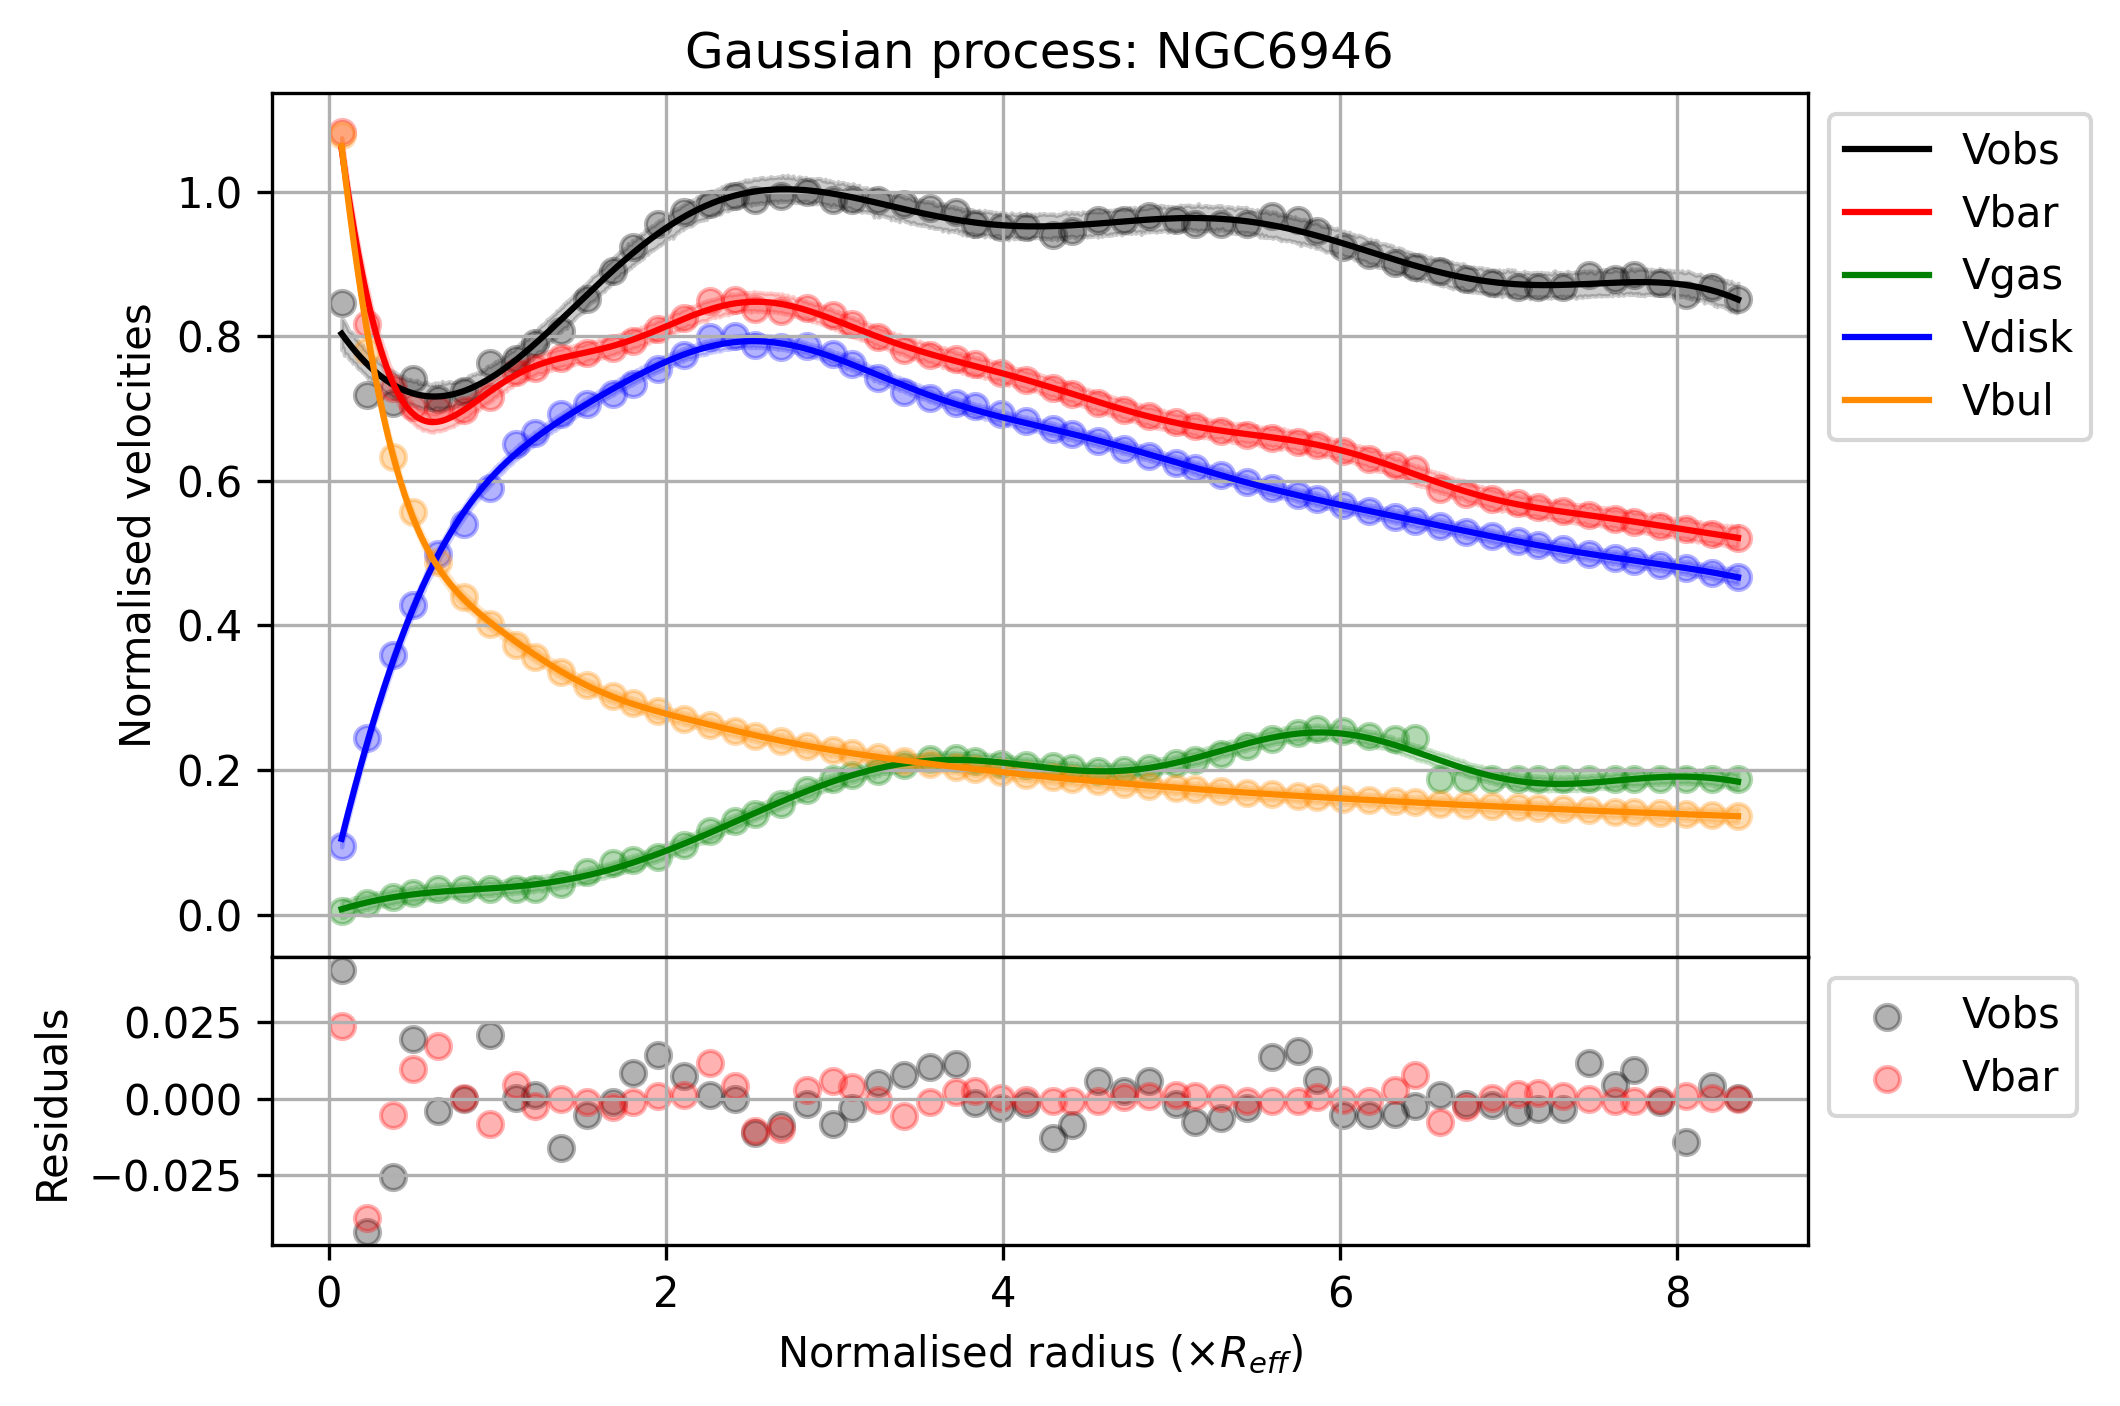 Gaussian process: NGC6946
Normalised velocities
1.0
0.8
0.6
0.4
0.2
0.0
Vobs
Vbar
Vgas
Vdisk
Vbul
Residuals
0.025
0.000
−0.025
Vobs
Vbar
0 2 4 6 8
Normalised radius (×R_eff)